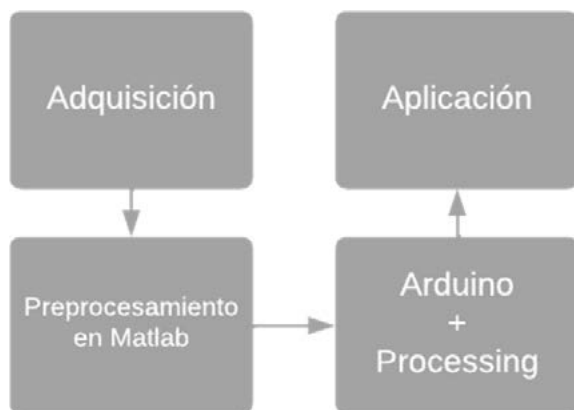 Adquisición
Aplicación
Preprocesamiento
en Matlab
Arduino
+
Processing